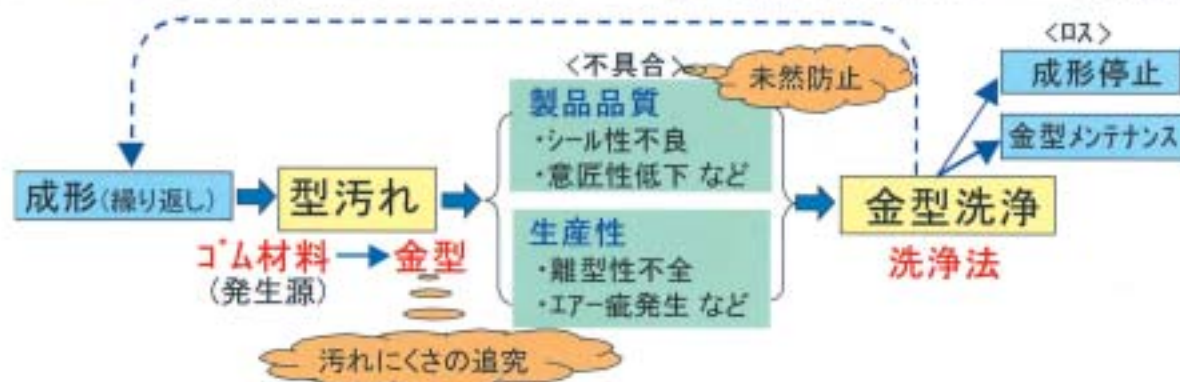 <ロス>
成形停止
金型メンテナンス
<不具合>
未然防止
製品品質
・シール性不良
・意匠性低下 など
成形(繰り返し)
型汚れ
金型洗浄
生産性
・離型性不全
・エアー疵発生 など
ゴム材料
金型
(発生源)
洗浄法
汚れにくさの追究